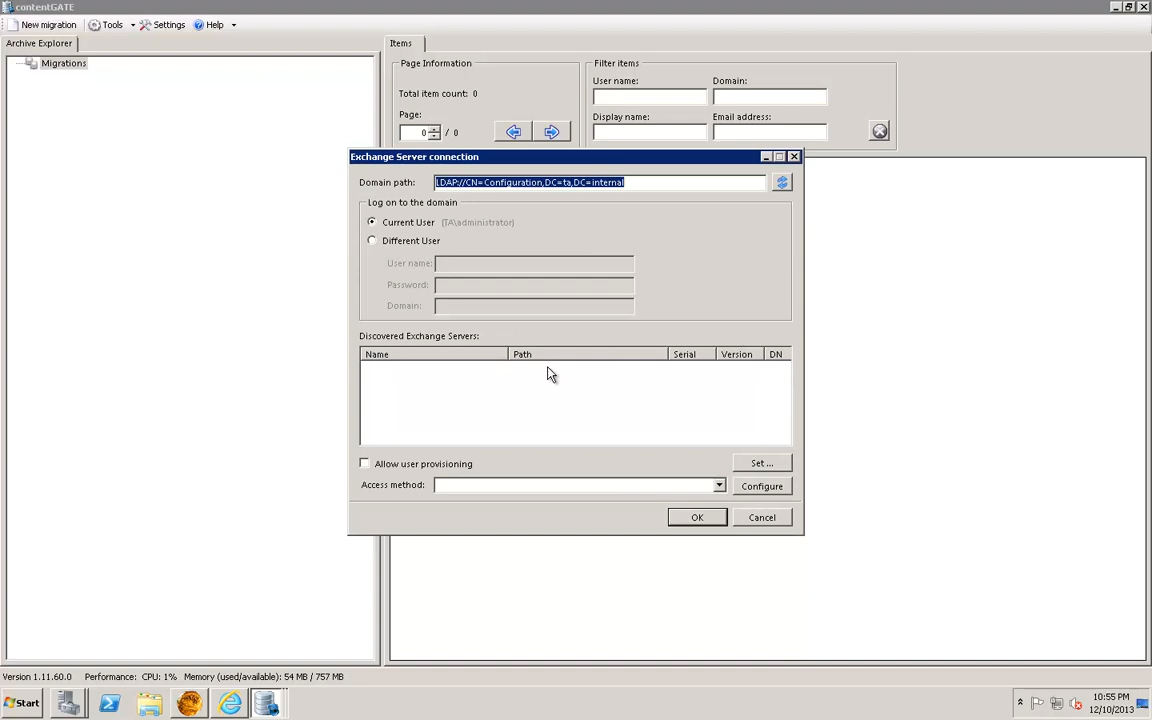 contentGATE
New migration Tools Settings Help
Archive Explorer
Migrations
Items
Page Information
Total item count: 0
Page:
0 / 0
Filter items
User name: Domain:
Display name: Email address:
Exchange Server connection
Domain path: LDAP://CN=Configuration,DC=ta,DC=internal
Log on to the domain
Current User (TA\administrator)
Different User
User name:
Password:
Domain:
Discovered Exchange Servers:
Name Path Serial Version DN
Allow user provisioning Set ...
Access method: Configure
OK Cancel
Version 1.11.60.0 Performance: CPU: 1% Memory (used/available): 54 MB / 757 MB
Start
10:55 PM
12/10/2013